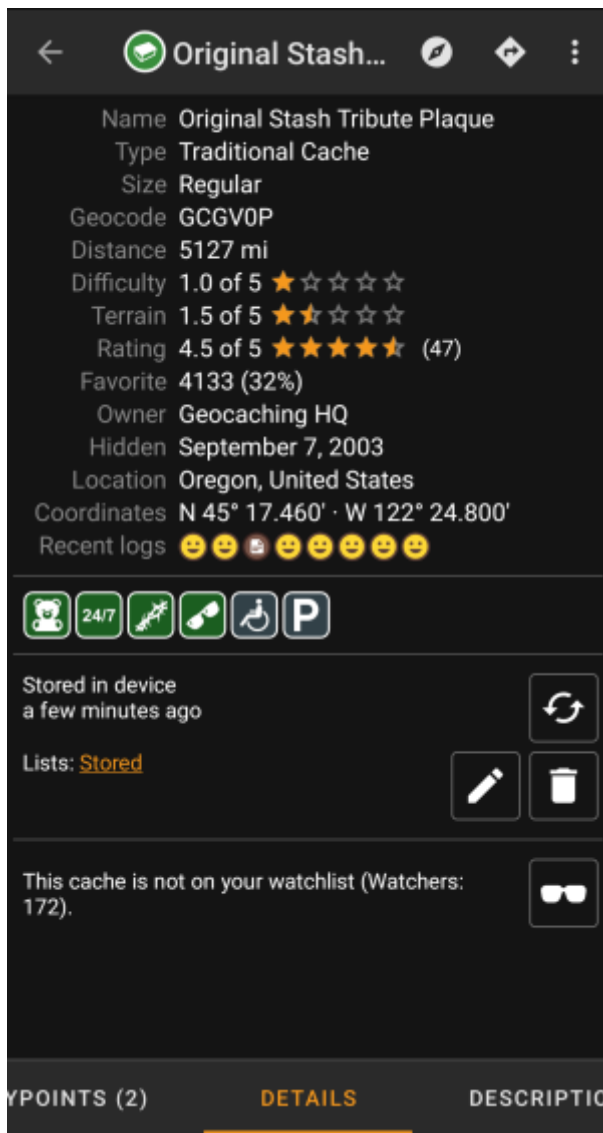 Original Stash...
Name Original Stash Tribute Plaque
Type Traditional Cache
Size Regular
Geocode GCGV0P
Distance 5127 mi
Difficulty 1.0 of 5
Terrain 1.5 of 5
Rating 4.5 of 5 (47)
Favorite 4133 (32%)
Owner Geocaching HQ
Hidden September 7, 2003
Location Oregon, United States
Coordinates N 45° 17.460' · W 122° 24.800'
Recent logs
24/7
P
Stored in device
a few minutes ago
Lists: Stored
This cache is not on your watchlist (Watchers:
172).
YPOINTS (2) DETAILS DESCRIPTIO